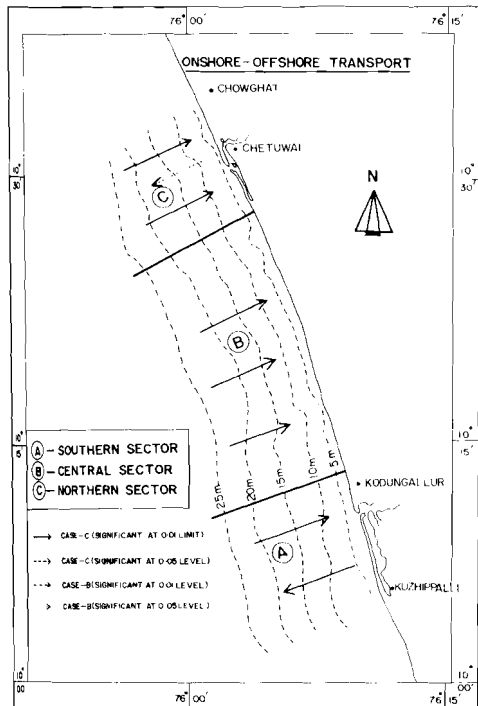 76° 00'
76° 15'
ONSHORE-OFFSHORE TRANSPORT
CHOWGHAT
CHETUWAI
10°
30'
N
C
B
A - SOUTHERN SECTOR
B - CENTRAL SECTOR
C - NORTHERN SECTOR
10°
15'
25m
20m
15m
10m
5m
KODUNGALLUR
CASE-C (SIGNIFICANT AT 0.01 LIMIT)
A
CASE-C (SIGNIFICANT AT 0.05 LEVEL)
CASE-B (SIGNIFICANT AT 0.01 LEVEL)
KUZHIPPALLI
CASE-B (SIGNIFICANT AT 0.05 LEVEL)
10°
00'
10°
00'
76° 00'
76° 15'